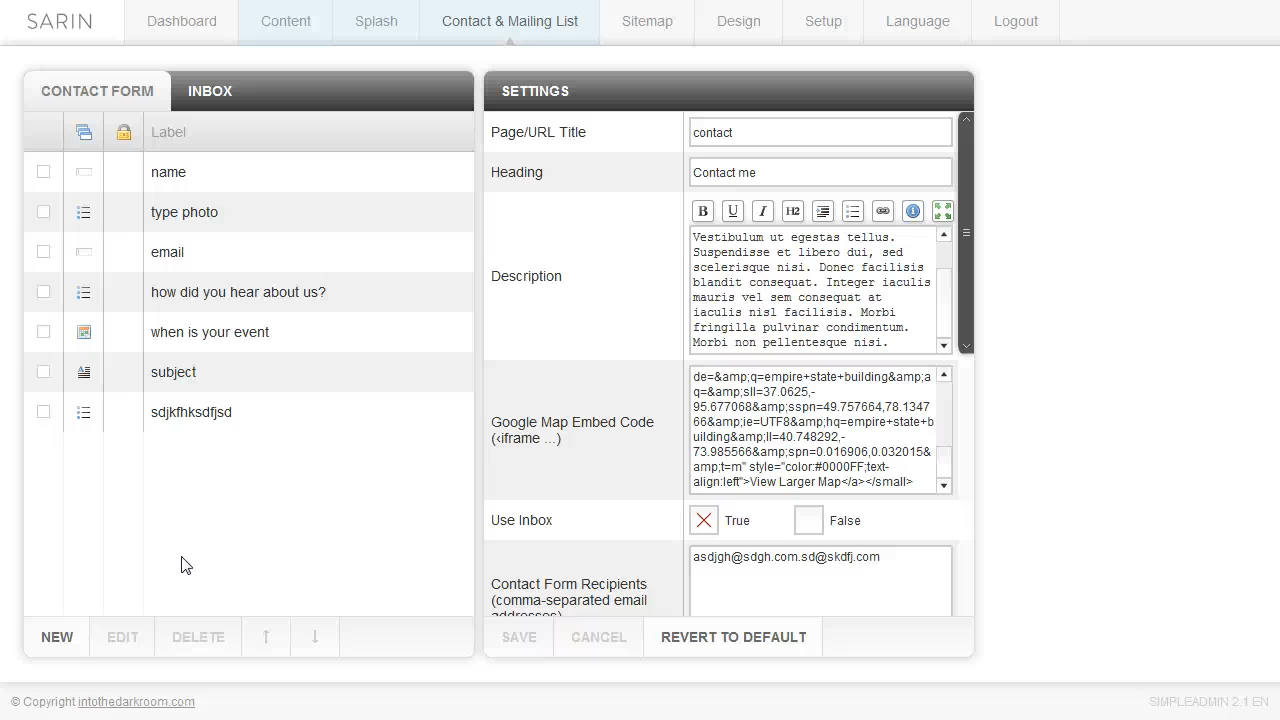 SARIN
Dashboard
Content
Splash
Contact & Mailing List
Sitemap
Design
Setup
Language
Logout
CONTACT FORM
INBOX
Label
name
type photo
email
how did you hear about us?
when is your event
subject
sdjkfhksdfjsd
NEW
EDIT
DELETE
↑
↓
SETTINGS
Page/URL Title
contact
Heading
Contact me
B U I H2
Description
Vestibulum ut egestas tellus.
Suspendisse et libero dui, sed
scelerisque nisi. Donec facilisis
blandit consequat. Integer iaculis
mauris vel sem consequat at
iaculis nisl facilisis. Morbi
fringilla pulvinar condimentum.
Morbi non pellentesque nisi.
Google Map Embed Code
(‹iframe ...)
de=&amp;q=empire+state+building&amp;a
q=&amp;sll=37.0625,-
95.677068&amp;sspn=49.757664,78.1347
66&amp;ie=UTF8&amp;hq=empire+state+b
uilding&amp;ll=40.748292,-
73.985566&amp;spn=0.016906,0.032015&
amp;t=m" style="color:#0000FF;text-
align:left">View Larger Map</a></small>
Use Inbox
True
False
Contact Form Recipients
(comma-separated email
addresses)
asdjgh@sdgh.com.sd@skdfj.com
SAVE
CANCEL
REVERT TO DEFAULT
© Copyright intothedarkroom.com
SIMPLEADMIN 2.1 EN